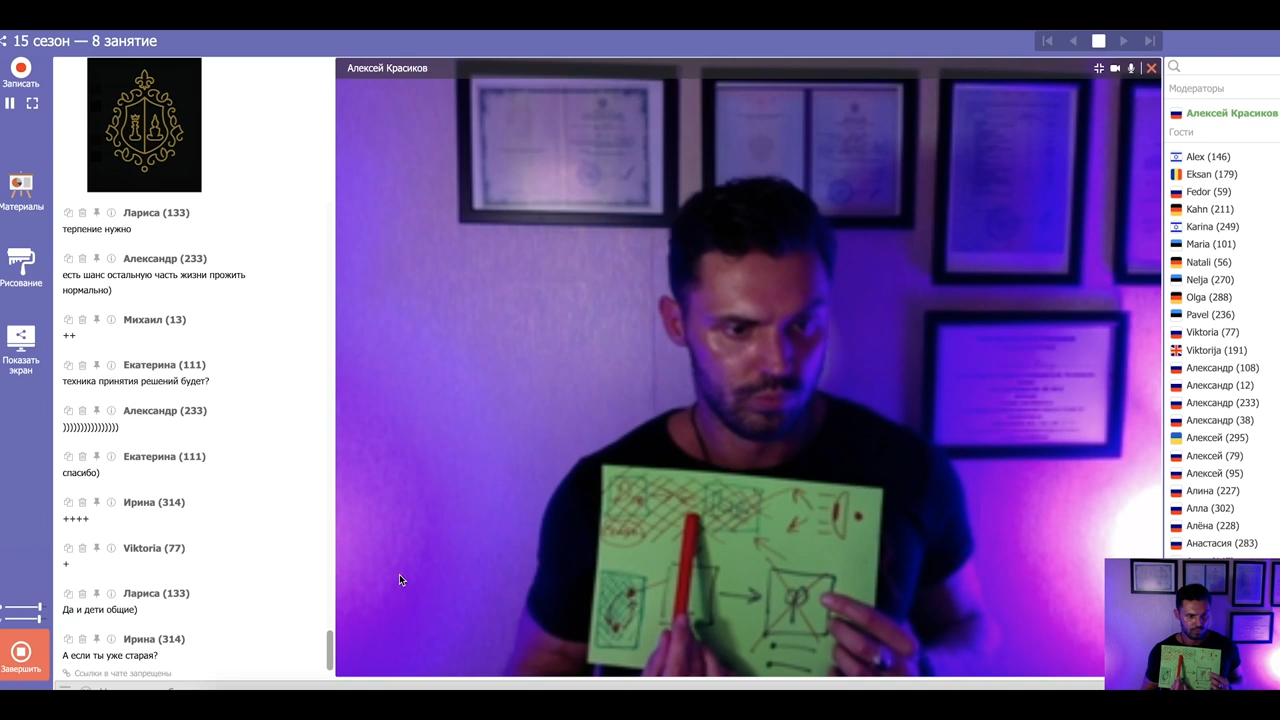 15 сезон — 8 занятие
Записать
Материалы
Рисование
Показать
экран
Завершить
Лариса (133)
терпение нужно
Александр (233)
есть шанс остальную часть жизни прожить
нормально)
Михаил (13)
++
Екатерина (111)
техника принятия решений будет?
Александр (233)
)))))))))))))))))
Екатерина (111)
спасибо)
Ирина (314)
++++
Viktoria (77)
+
Лариса (133)
Да и дети общие)
Ирина (314)
А если ты уже старая?
Ссылки в чате запрещены
Алексей Красиков
Модераторы
Алексей Красиков
Гости
Alex (146)
Eksan (179)
Fedor (59)
Kahn (211)
Karina (249)
Maria (101)
Natali (56)
Nelja (270)
Olga (288)
Pavel (236)
Viktoria (77)
Viktorija (191)
Александр (108)
Александр (12)
Александр (233)
Александр (38)
Алексей (295)
Алексей (79)
Алексей (95)
Алина (227)
Алла (302)
Алёна (228)
Анастасия (283)